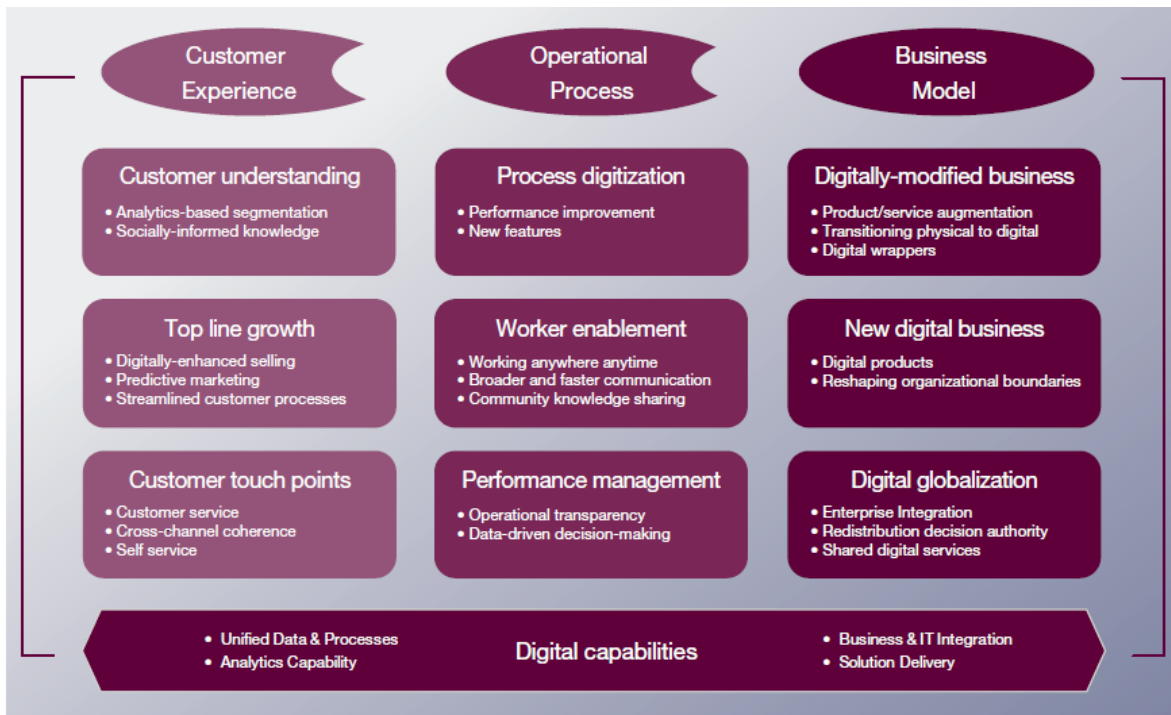 Customer
Experience
Operational
Process
Business
Model
Customer understanding
• Analytics-based segmentation
• Socially-informed knowledge
Process digitization
• Performance improvement
• New features
Digitally-modified business
• Product/service augmentation
• Transitioning physical to digital
• Digital wrappers
Top line growth
• Digitally-enhanced selling
• Predictive marketing
• Streamlined customer processes
Worker enablement
• Working anywhere anytime
• Broader and faster communication
• Community knowledge sharing
New digital business
• Digital products
• Reshaping organizational boundaries
Customer touch points
• Customer service
• Cross-channel coherence
• Self service
Performance management
• Operational transparency
• Data-driven decision-making
Digital globalization
• Enterprise Integration
• Redistribution decision authority
• Shared digital services
• Unified Data & Processes
• Analytics Capability
Digital capabilities
• Business & IT Integration
• Solution Delivery